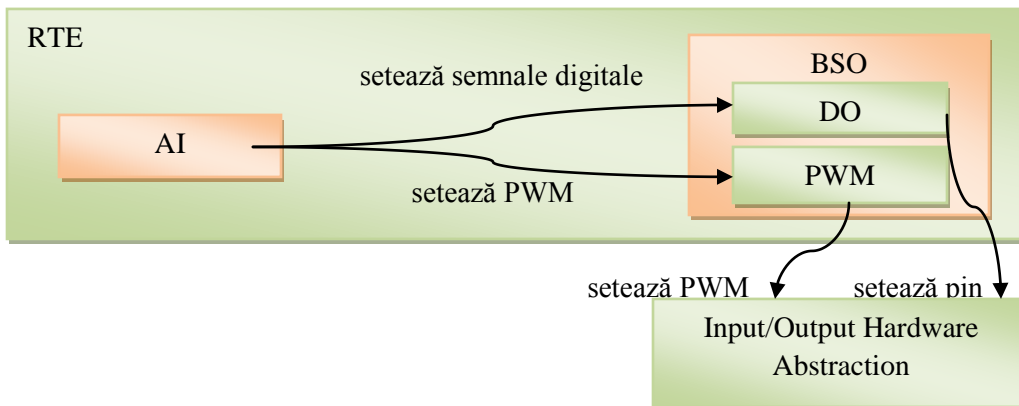 RTE
BSO
setează semnale digitale
DO
AI
PWM
setează PWM
setează PWM
setează pin
Input/Output Hardware
Abstraction